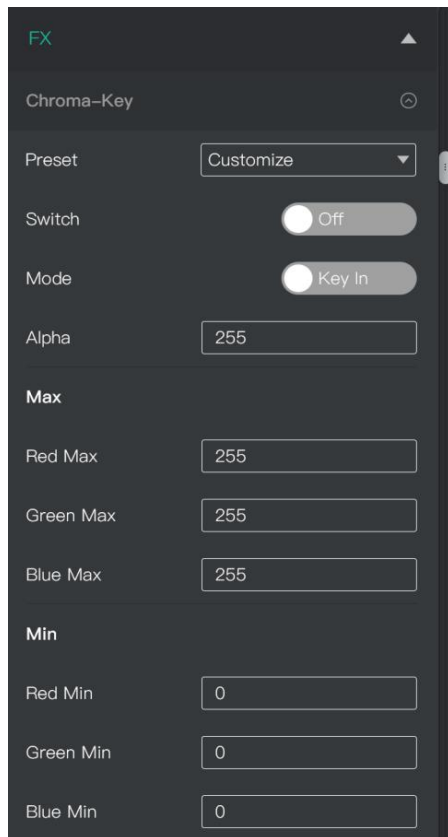 FX
Chroma-Key
Preset Customize
Switch Off
Mode Key In
Alpha 255
Max
Red Max 255
Green Max 255
Blue Max 255
Min
Red Min 0
Green Min 0
Blue Min 0